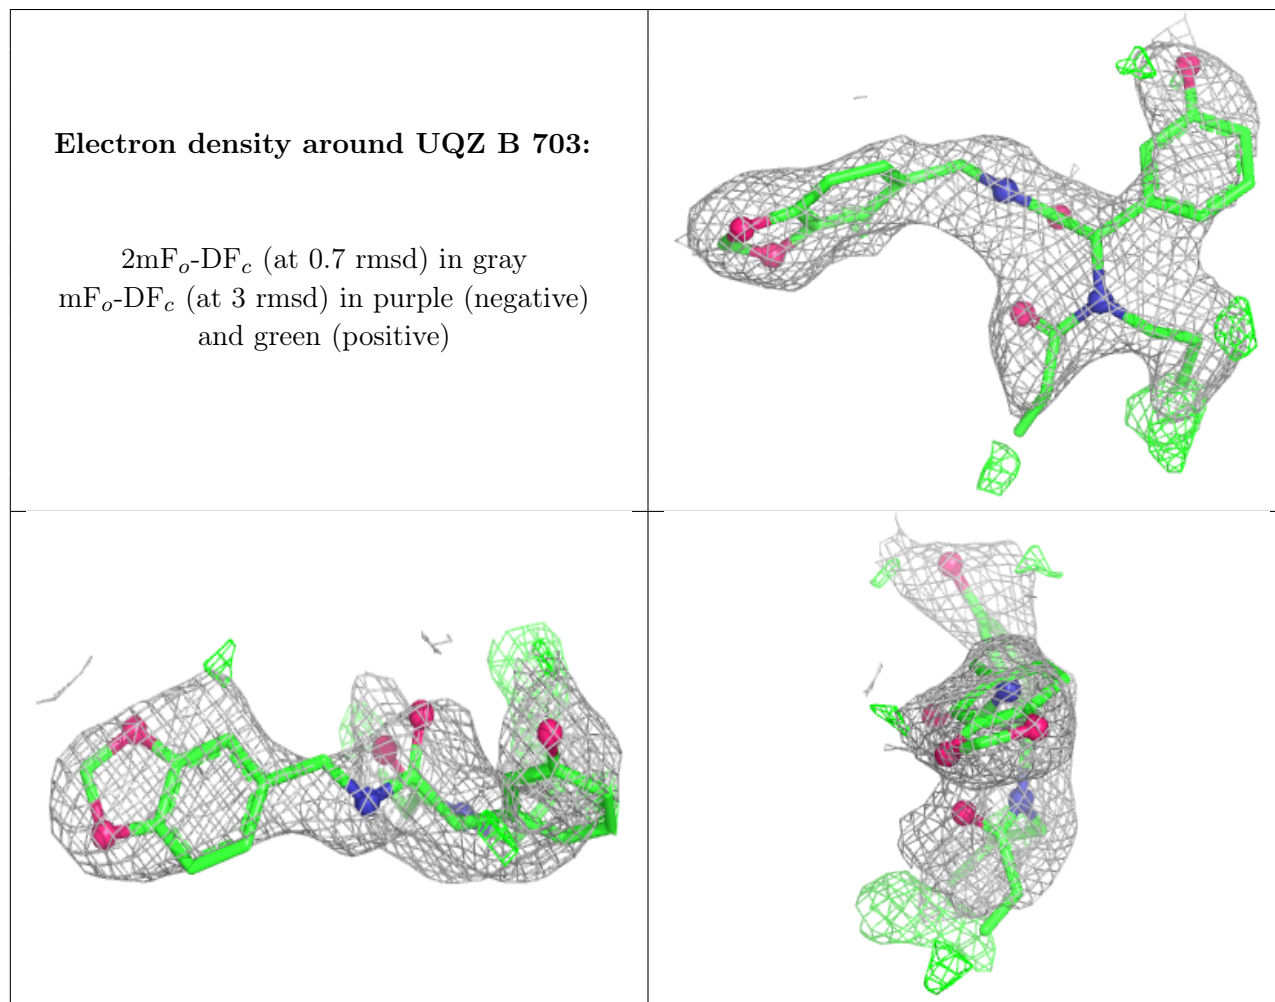 Electron density around UQZ B 703:
2mFo-DFc (at 0.7 rmsd) in gray
mFo-DFc (at 3 rmsd) in purple (negative)
and green (positive)